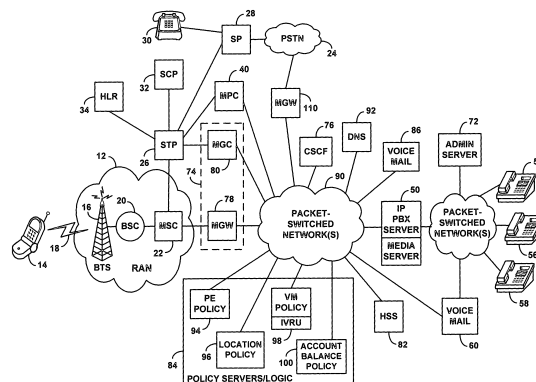 28
30
SP
PSTN
24
SCP
32
40
HLR
34
MPC
MGW
110
92
72
STP
26
MGC
80
76
CSCF
DNS
86
VOICE MAIL
ADMIN SERVER
12
74
90
50
16
20
BSC
78
MSC
22
MGW
PACKET-SWITCHED NETWORK(S)
IP PBX SERVER
MEDIA SERVER
PACKET-SWITCHED NETWORK(S)
56
18
14
BTS
RAN
58
PE POLICY
94
VM POLICY
IVRU
98
HSS
82
VOICE MAIL
60
84
LOCATION POLICY
96
ACCOUNT BALANCE POLICY
100
POLICY SERVERS/LOGIC